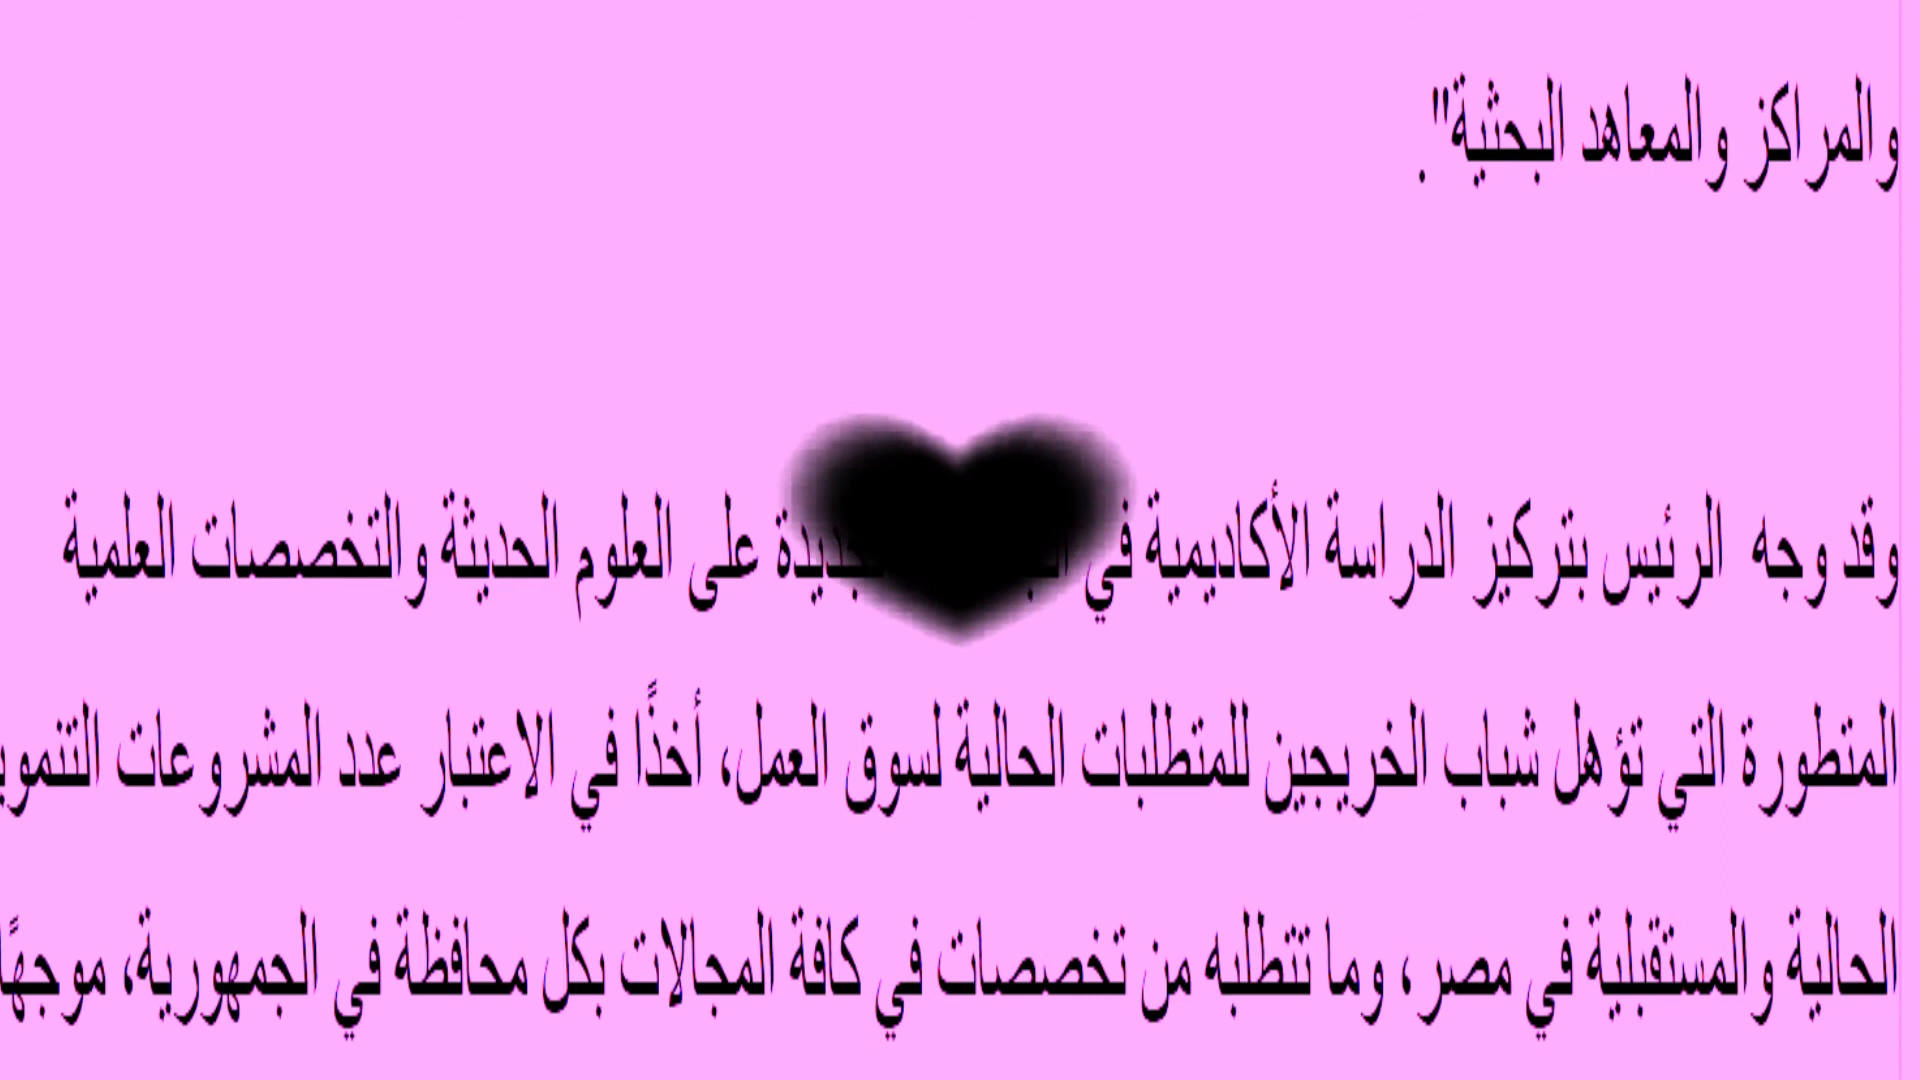 والمراكز والمعاهد البحثية".
وقد وجه الرئيس بتركيز الدراسة الأكاديمية في على العلوم الحديثة والتخصصات العلمية
المتطورة التي تؤهل شباب الخريجين للمتطلبات الحالية لسوق العمل، أخذًا في الاعتبار عدد المشروعات
الحالية والمستقبلية في مصر، وما تتطلبه من تخصصات في كافة المجالات بكل محافظة في الجمهورية، موجهًا